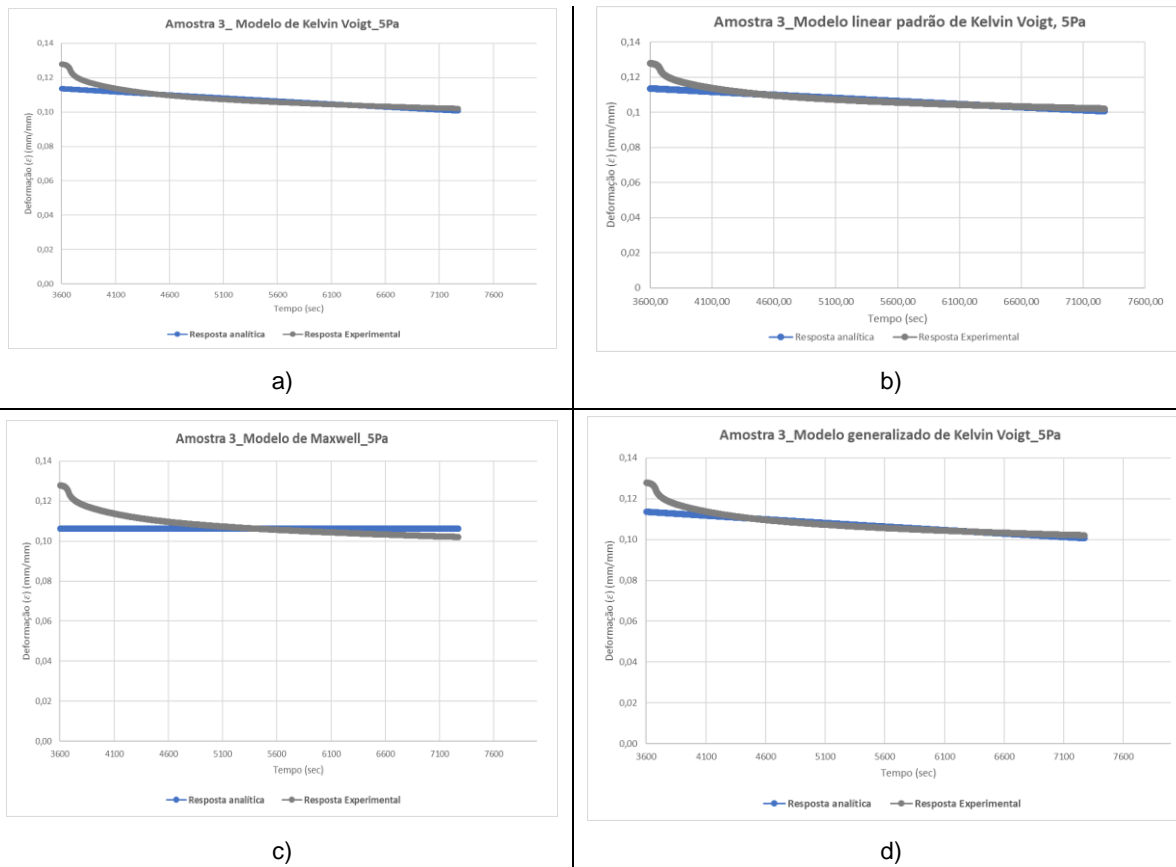 Amostra 3_ Modelo de Kelvin Voigt_5Pa
Deformação (ε) (mm/mm)
0,14
0,12
0,10
0,08
0,06
0,04
0,02
0,00
3600 4100 4600 5100 5600 6100 6600 7100 7600
Tempo (sec)
Resposta analítica Resposta Experimental
a)
Amostra 3_Modelo linear padrão de Kelvin Voigt, 5Pa
Deformação (ε) (mm/mm)
0,14
0,12
0,1
0,08
0,06
0,04
0,02
0
3600,00 4100,00 4600,00 5100,00 5600,00 6100,00 6600,00 7100,00 7600,00
Tempo (sec)
Resposta analítica Resposta Experimental
b)
Amostra 3_Modelo de Maxwell_5Pa
Deformação (ε) (mm/mm)
0,14
0,12
0,10
0,08
0,06
0,04
0,02
0,00
3600 4100 4600 5100 5600 6100 6600 7100 7600
Tempo (sec)
Resposta analítica Resposta Experimental
c)
Amostra 3_Modelo generalizado de Kelvin Voigt_5Pa
Deformação (ε) (mm/mm)
0,14
0,12
0,10
0,08
0,06
0,04
0,02
0,00
3600 4100 4600 5100 5600 6100 6600 7100 7600
Tempo (sec)
Resposta analítica Resposta Experimental
d)